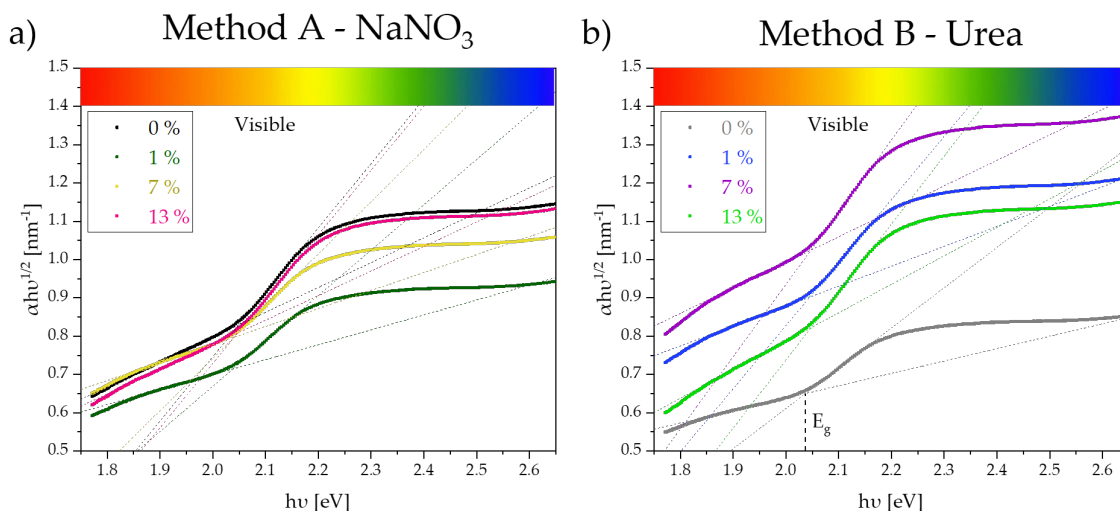 a)
Method A - NaNO₃
1.5
1.4
1.3
1.2
1.1
1.0
0.9
0.8
0.7
0.6
0.5
αhυ¹ᐟ² [nm⁻¹]
Visible
0 %
1 %
7 %
13 %
1.8 1.9 2.0 2.1 2.2 2.3 2.4 2.5 2.6
hυ [eV]
b)
Method B - Urea
1.5
1.4
1.3
1.2
1.1
1.0
0.9
0.8
0.7
0.6
0.5
αhυ¹ᐟ² [nm⁻¹]
Visible
0 %
1 %
7 %
13 %
E_g
1.8 1.9 2.0 2.1 2.2 2.3 2.4 2.5 2.6
hυ [eV]